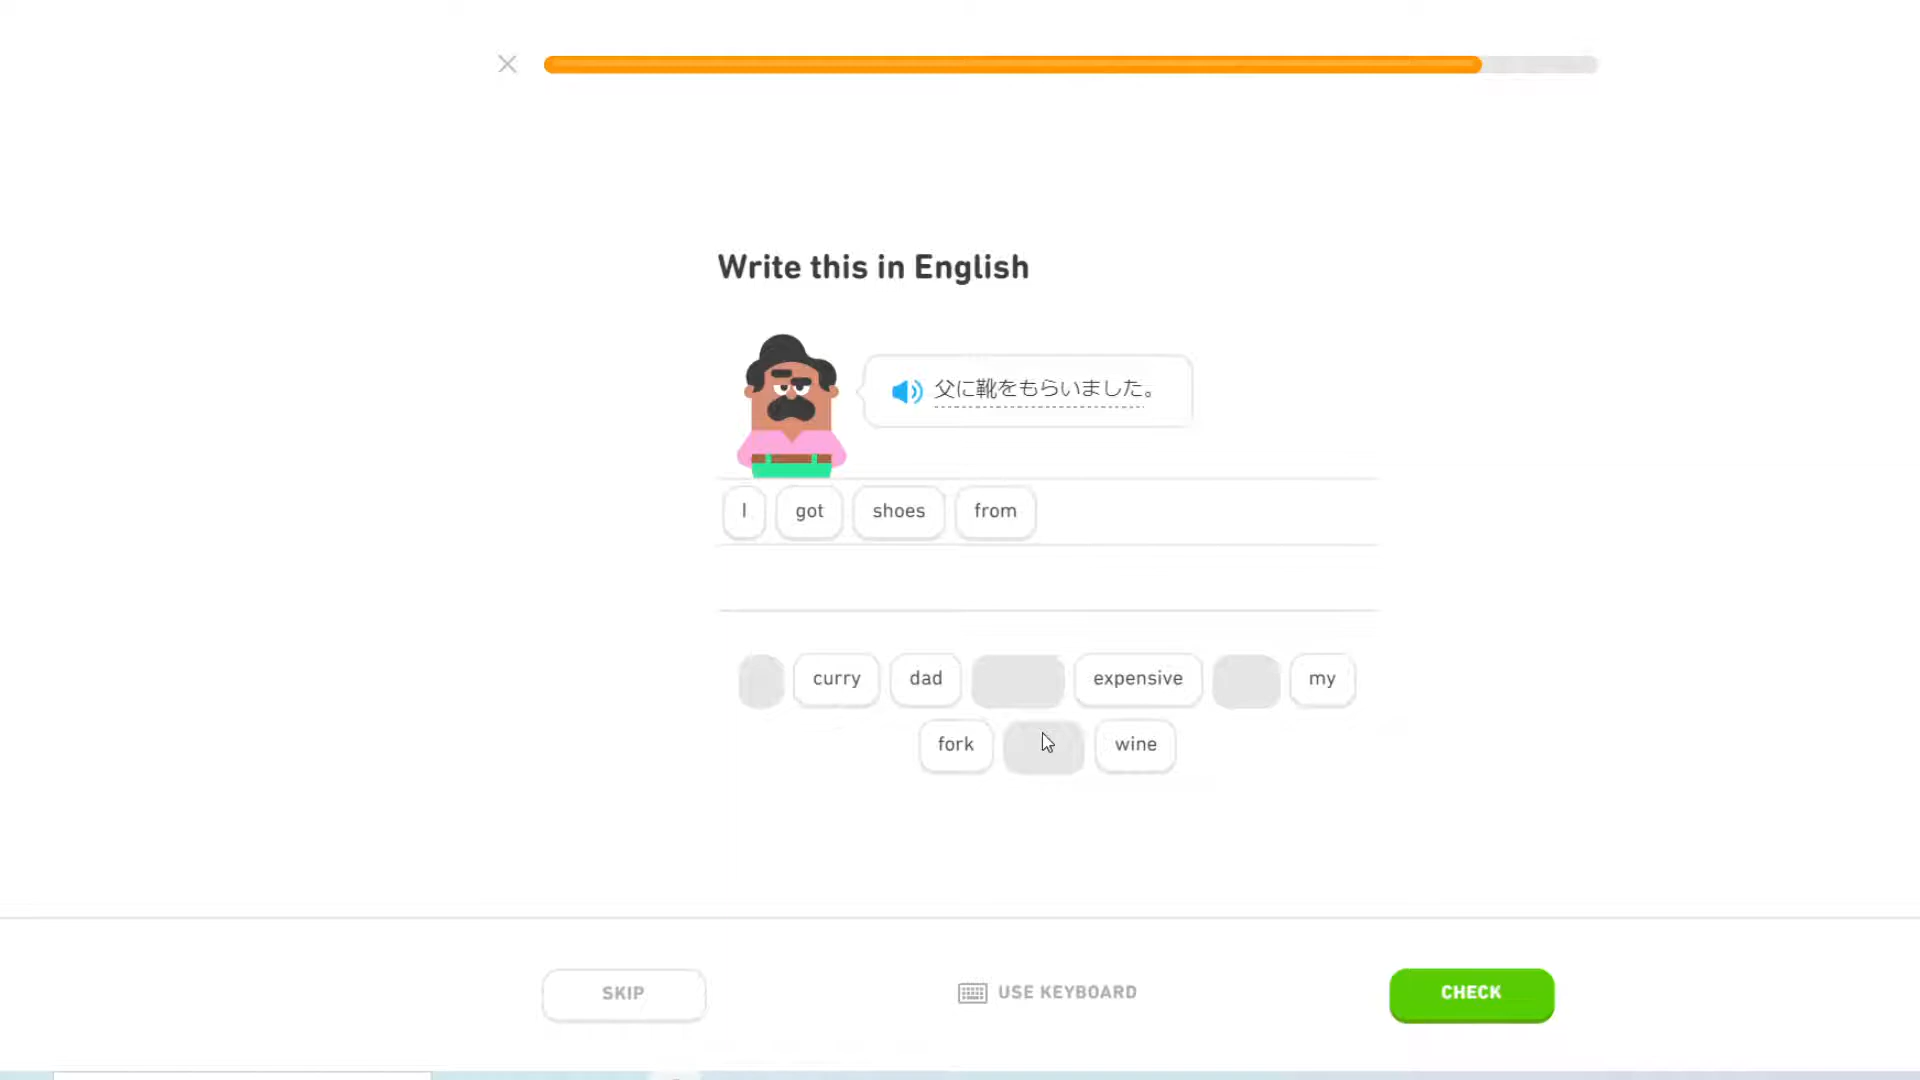 Write this in English
父に靴をもらいました。
I got shoes from
curry dad expensive my
fork wine
SKIP USE KEYBOARD CHECK